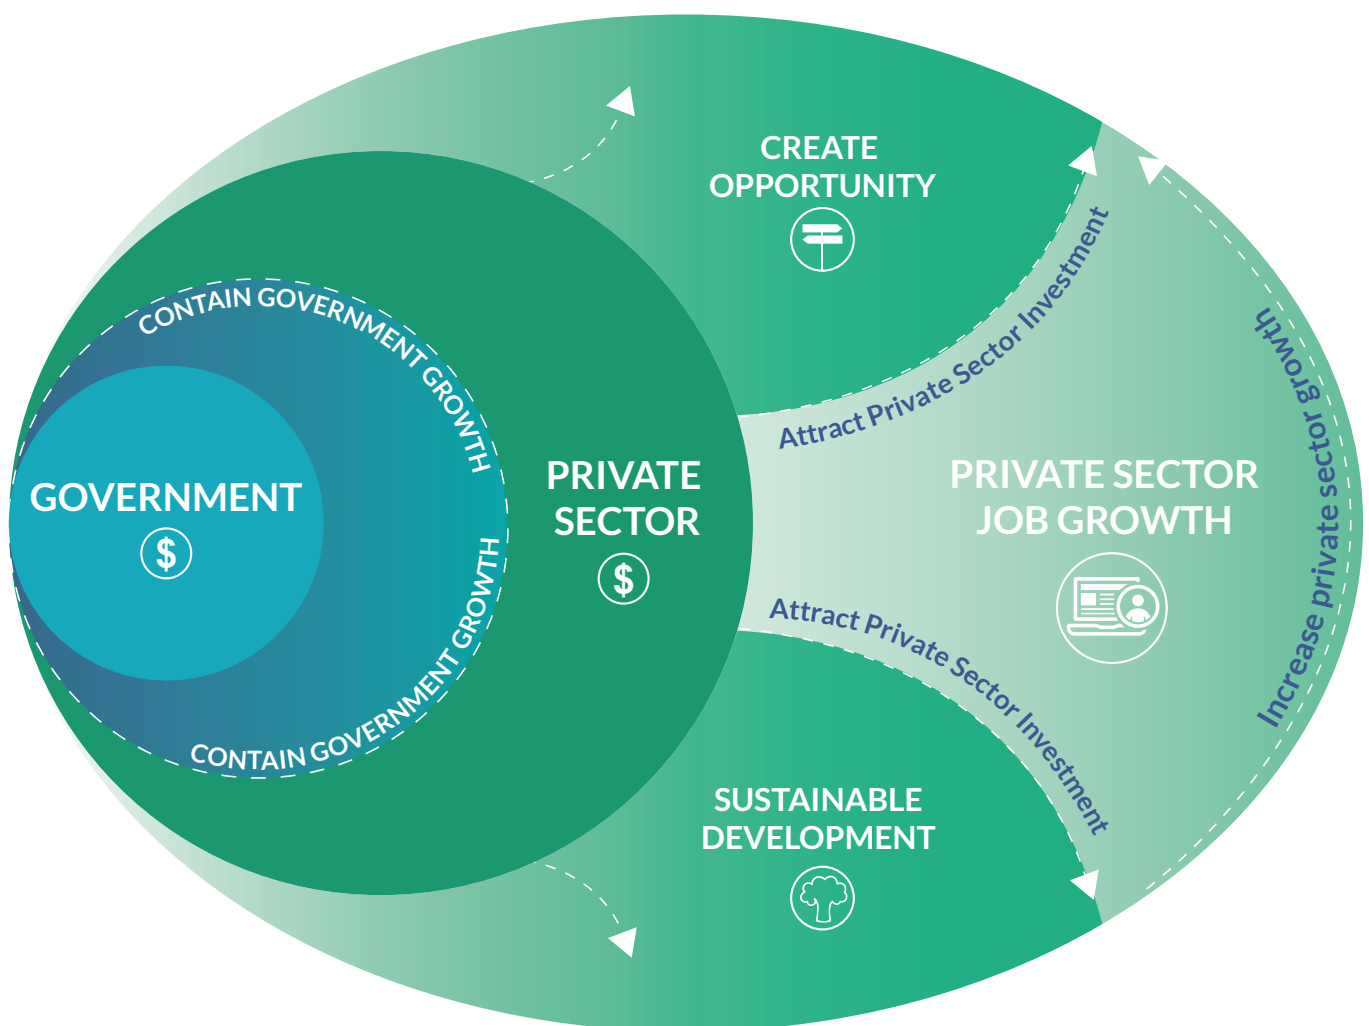 CREATE
OPPORTUNITY
CONTAIN GOVERNMENT GROWTH
GOVERNMENT
$
CONTAIN GOVERNMENT GROWTH
PRIVATE
SECTOR
$
Attract Private Sector Investment
PRIVATE SECTOR
JOB GROWTH
Attract Private Sector Investment
Increase private sector growth
SUSTAINABLE
DEVELOPMENT